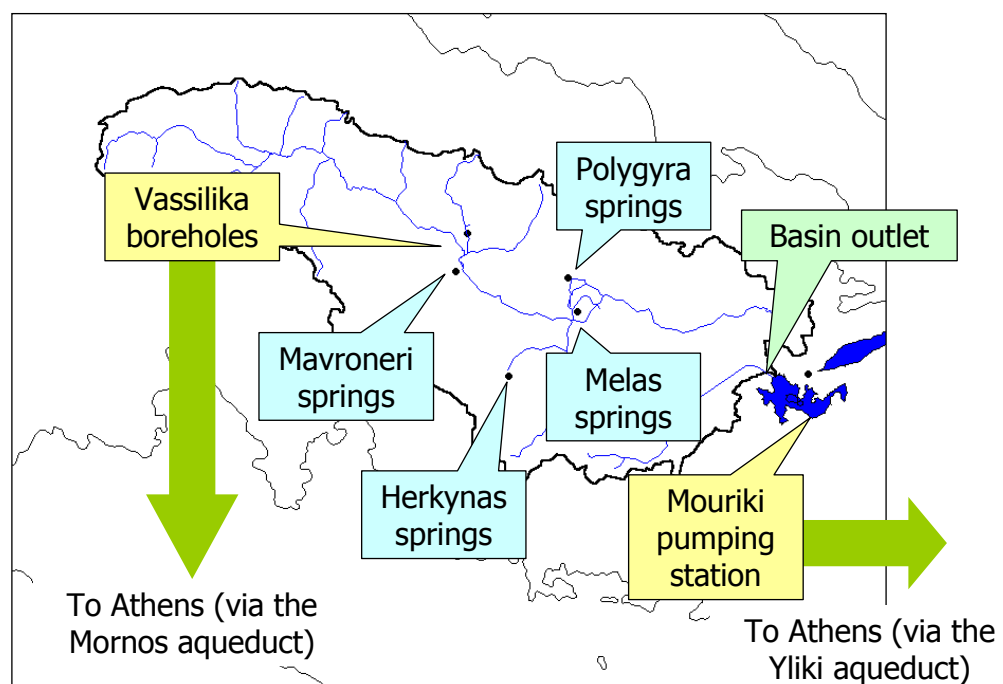 Polygyra
springs
Vassilika
boreholes
Basin outlet
Mavroneri
springs
Melas
springs
Herkynas
springs
Mouriki
pumping
station
To Athens (via the
Mornos aqueduct)
To Athens (via the
Yliki aqueduct)